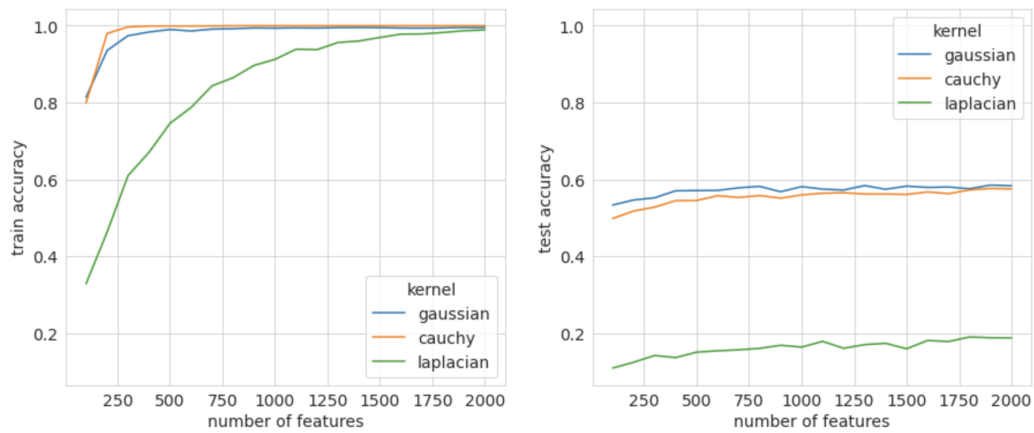 1.0
0.8
0.6
0.4
0.2
train accuracy
250 500 750 1000 1250 1500 1750 2000
number of features
kernel
gaussian
cauchy
laplacian
1.0
0.8
0.6
0.4
0.2
test accuracy
250 500 750 1000 1250 1500 1750 2000
number of features
kernel
gaussian
cauchy
laplacian